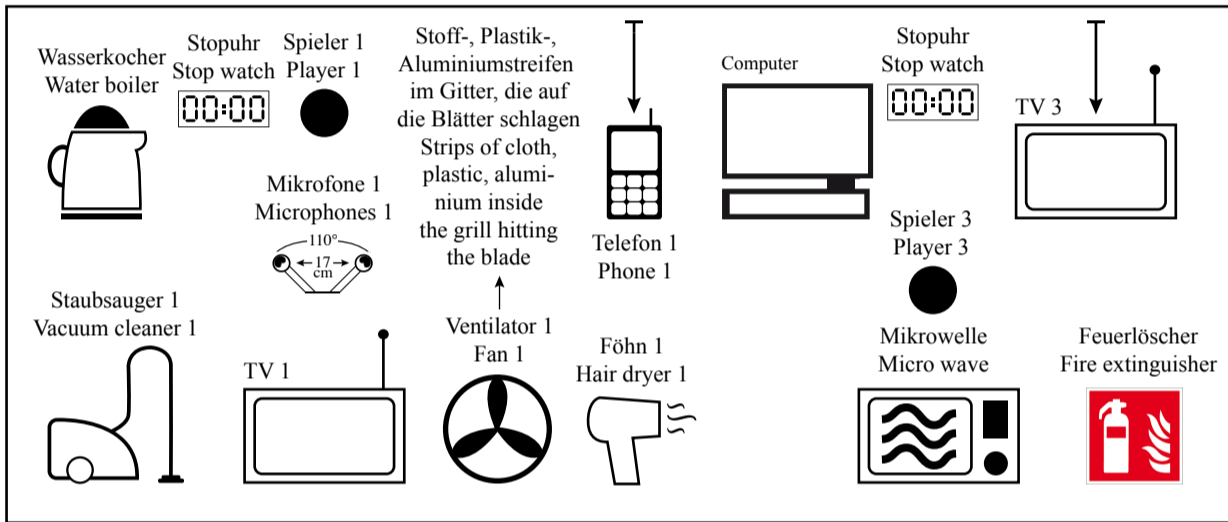 Wasserkocher
Water boiler
Stopuhr
Stop watch
00:00
Spieler 1
Player 1
Stoff-, Plastik-,
Aluminiumstreifen
im Gitter, die auf
die Blätter schlagen
Strips of cloth,
plastic, alumi-
nium inside
the grill hitting
the blade
Telefon 1
Phone 1
Computer
Stopuhr
Stop watch
00:00
TV 3
Mikrofone 1
Microphones 1
110°
17
cm
Spieler 3
Player 3
Staubsauger 1
Vacuum cleaner 1
TV 1
Ventilator 1
Fan 1
Föhn 1
Hair dryer 1
Mikrowelle
Micro wave
Feuerlöscher
Fire extinguisher